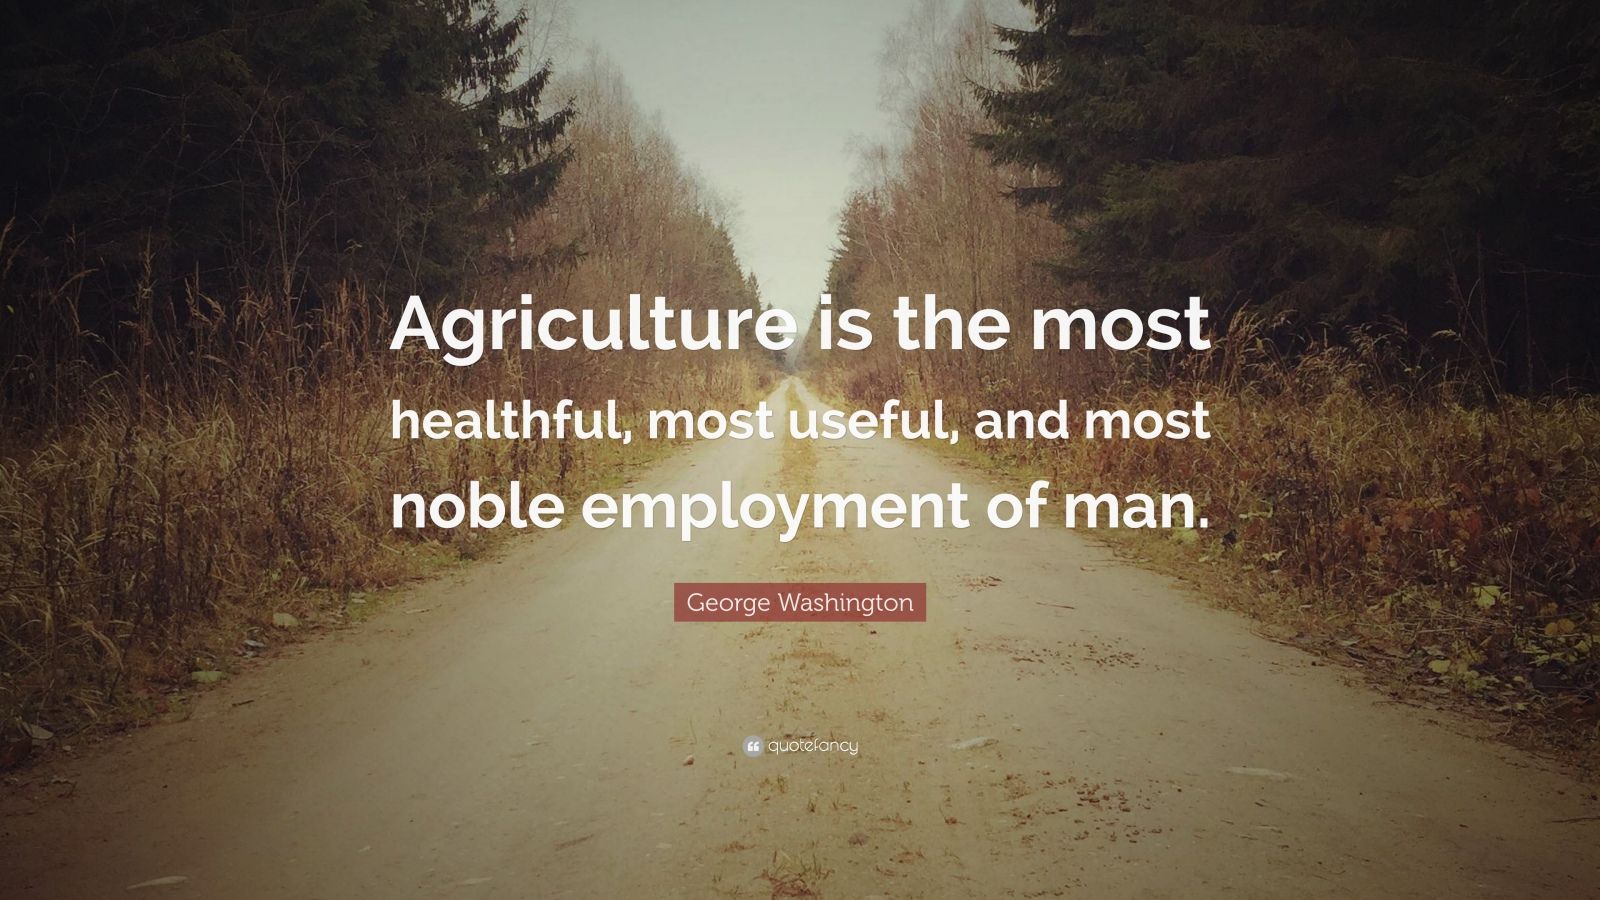 Agriculture is the most
healthful, most useful, and most
noble employment of man.
George Washington
quotefancy